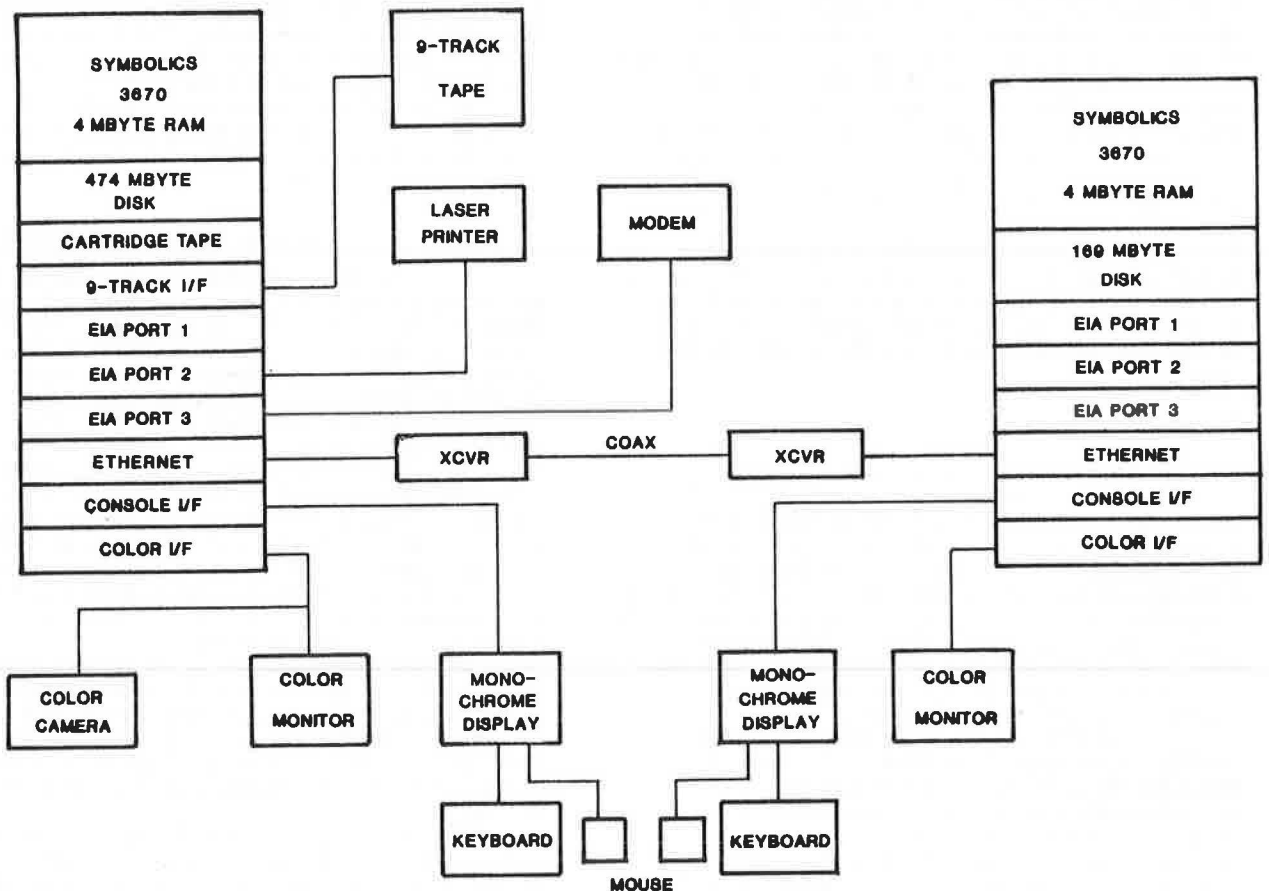 SYMBOLICS
3670
4 MBYTE RAM
474 MBYTE
DISK
CARTRIDGE TAPE
9-TRACK I/F
EIA PORT 1
EIA PORT 2
EIA PORT 3
ETHERNET
CONSOLE I/F
COLOR I/F
9-TRACK
TAPE
LASER
PRINTER
MODEM
XCVR
COAX
XCVR
SYMBOLICS
3670
4 MBYTE RAM
169 MBYTE
DISK
EIA PORT 1
EIA PORT 2
EIA PORT 3
ETHERNET
CONSOLE I/F
COLOR I/F
COLOR
CAMERA
COLOR
MONITOR
MONO-
CHROME
DISPLAY
MONO-
CHROME
DISPLAY
COLOR
MONITOR
KEYBOARD
KEYBOARD
MOUSE